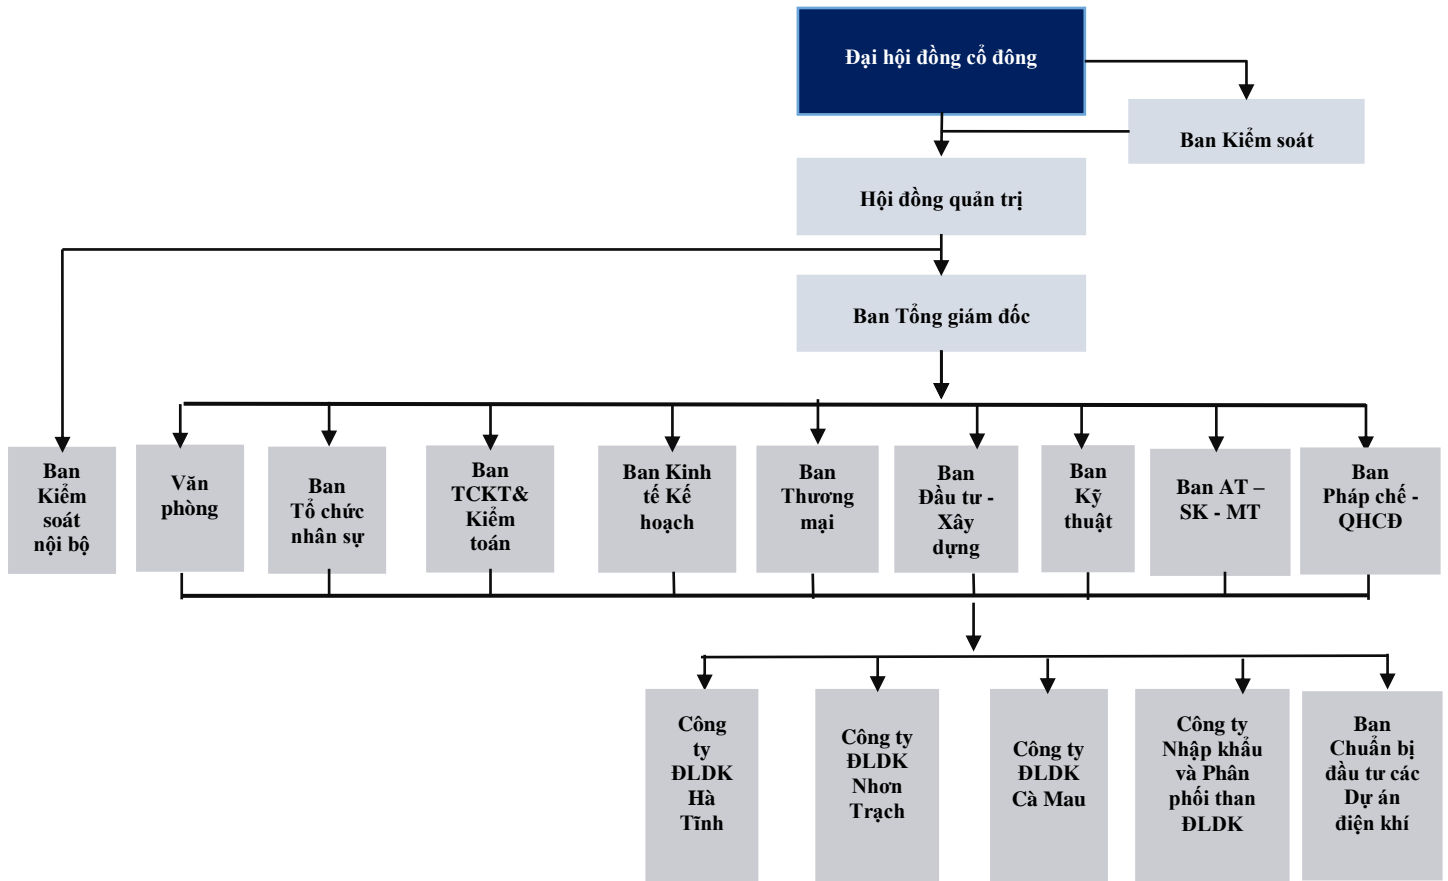 Đại hội đồng cổ đông
Ban Kiểm soát
Hội đồng quản trị
Ban Tổng giám đốc
Ban
Kiểm
soát
nội bộ
Văn
phòng
Ban
Tổ chức
nhân sự
Ban
TCKT&
Kiểm
toán
Ban Kinh
tế Kế
hoạch
Ban
Thương
mại
Ban
Đầu tư -
Xây
dựng
Ban
Kỹ
thuật
Ban AT –
SK - MT
Ban
Pháp chế -
QHCĐ
Công
ty
ĐLDK
Hà
Tĩnh
Công ty
ĐLDK
Nhơn
Trạch
Công ty
ĐLDK
Cà Mau
Công ty
Nhập khẩu
và Phân
phối than
ĐLDK
Ban
Chuẩn bị
đầu tư các
Dự án
điện khí